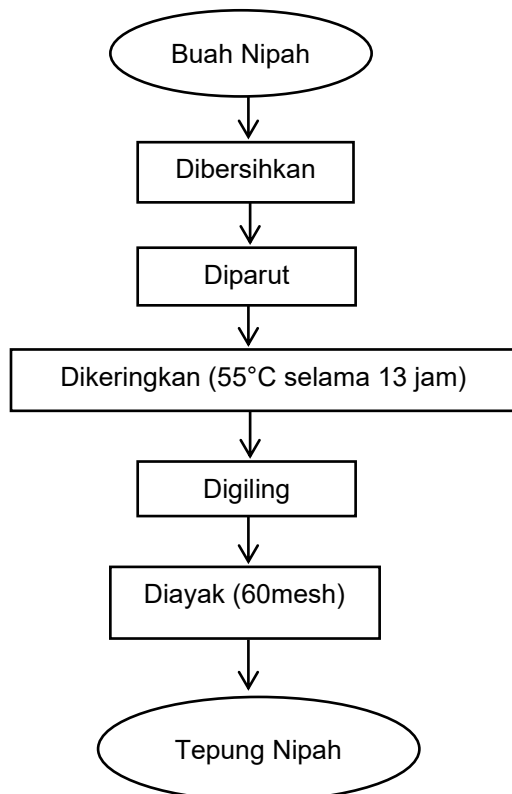 Buah Nipah
Dibersihkan
Diparut
Dikeringkan (55°C selama 13 jam)
Digiling
Diayak (60mesh)
Tepung Nipah